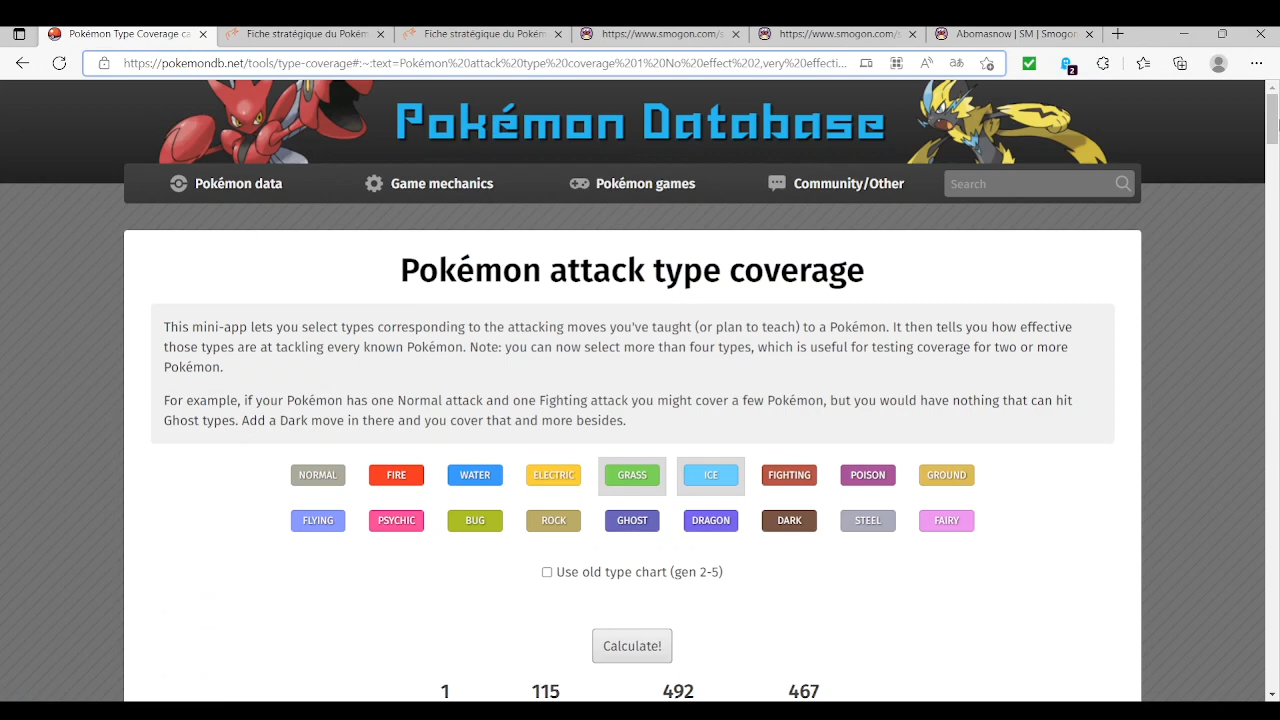 Pokémon Type Coverage ca
Fiche stratégique du Pokém
Fiche stratégique du Pokém
https://www.smogon.com/s
https://www.smogon.com/s
Abomasnow | SM | Smogon
https://pokemondb.net/tools/type-coverage#:~:text=Pokémon%20attack%20type%20coverage%201%20No%20effect%202,very%20effecti...
2
Pokémon Database
Pokémon data
Game mechanics
Pokémon games
Community/Other
Search
Pokémon attack type coverage
This mini-app lets you select types corresponding to the attacking moves you've taught (or plan to teach) to a Pokémon. It then tells you how effective
those types are at tackling every known Pokémon. Note: you can now select more than four types, which is useful for testing coverage for two or more
Pokémon.
For example, if your Pokémon has one Normal attack and one Fighting attack you might cover a few Pokémon, but you would have nothing that can hit
Ghost types. Add a Dark move in there and you cover that and more besides.
NORMAL FIRE WATER ELECTRIC GRASS ICE FIGHTING POISON GROUND
FLYING PSYCHIC BUG ROCK GHOST DRAGON DARK STEEL FAIRY
Use old type chart (gen 2-5)
Calculate!
1 115 492 467